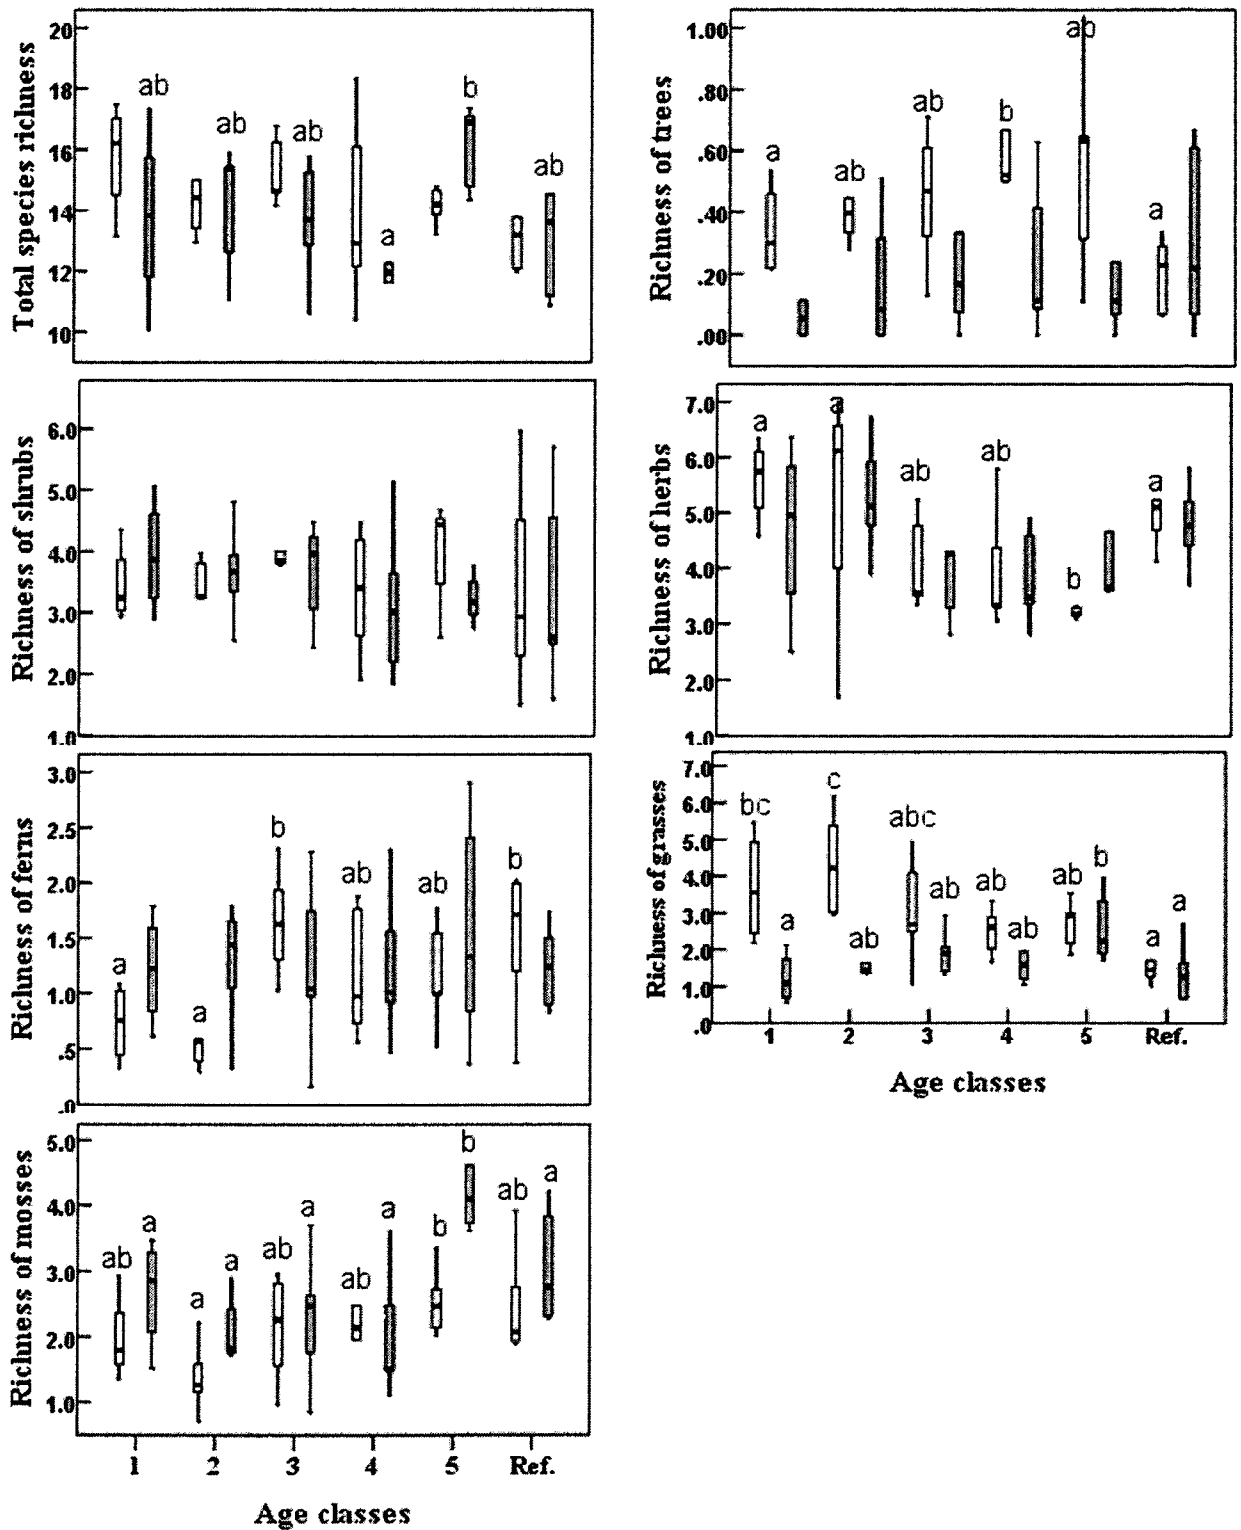 Total species richness
20
18
16
14
12
10
ab
ab
ab
a
b
ab
Richness of trees
1.00
.80
.60
.40
.20
.00
a
ab
ab
b
ab
a
Richness of shrubs
6.0
5.0
4.0
3.0
2.0
1.0
Richness of herbs
7.0
6.0
5.0
4.0
3.0
2.0
1.0
a
a
ab
ab
b
a
Richness of ferns
3.0
2.5
2.0
1.5
1.0
.5
.0
a
a
b
ab
ab
b
Richness of grasses
7.0
6.0
5.0
4.0
3.0
2.0
1.0
.0
bc
a
c
ab
abc
ab
ab
ab
ab
b
a
a
1 2 3 4 5 Ref.
Age classes
Richness of mosses
5.0
4.0
3.0
2.0
1.0
ab
a
a
a
ab
a
ab
a
b
b
ab
a
1 2 3 4 5 Ref.
Age classes